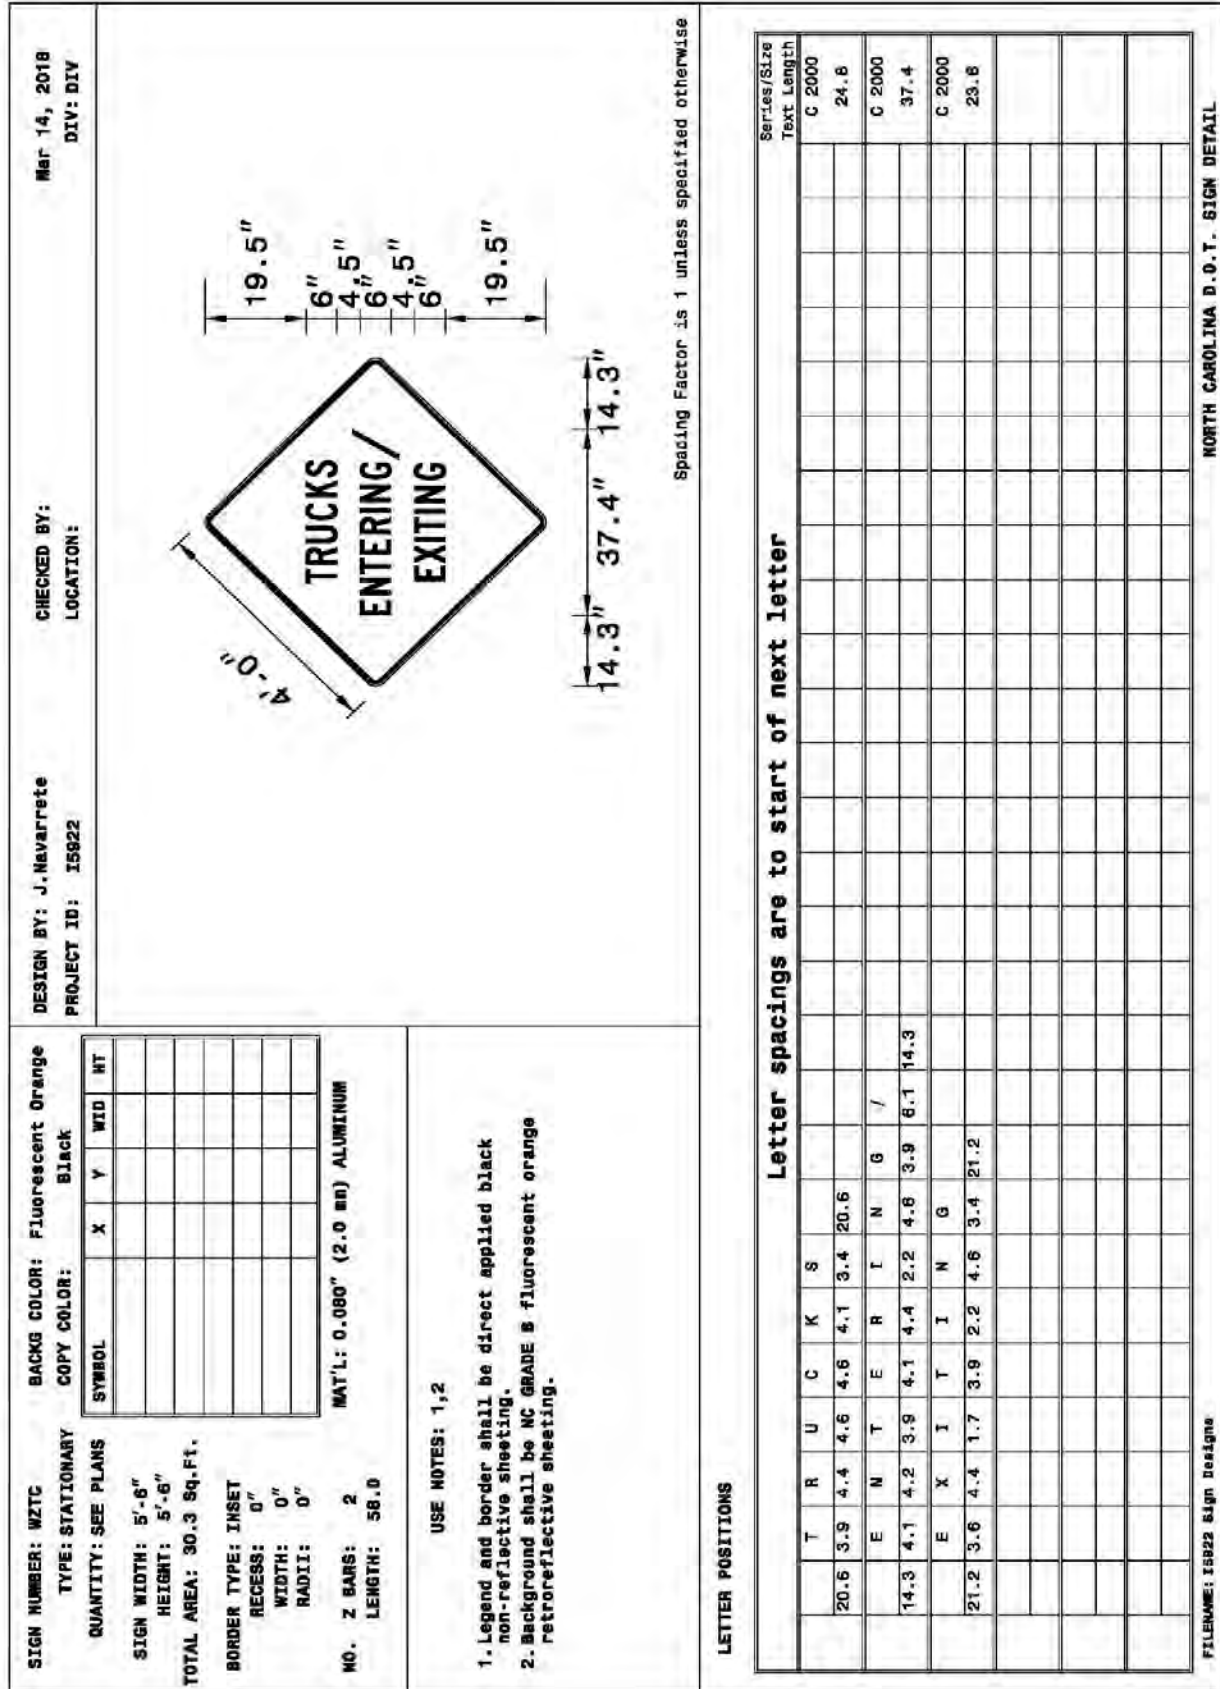 SIGN NUMBER: WZTC
TYPE: STATIONARY
QUANTITY: SEE PLANS
SIGN WIDTH: 5'-6"
HEIGHT: 5'-6"
TOTAL AREA: 30.3 Sq.Ft.
BORDER TYPE: INSET
RECESS: 0"
WIDTH: 0"
RADII: 0"
NO. Z BARS: 2
LENGTH: 58.0
BACKG COLOR: Fluorescent Orange
COPY COLOR: Black
SYMBOL X Y WID HT
MAT'L: 0.080" (2.0 mm) ALUMINUM
USE NOTES: 1,2
1. Legend and border shall be direct applied black
non-reflective sheeting.
2. Background shall be NC GRADE B fluorescent orange
retroreflective sheeting.
DESIGN BY: J.Navarrete
PROJECT ID: I5922
CHECKED BY:
LOCATION:
Mar 14, 2018
DIV: DIV
4'-0"
TRUCKS
ENTERING/
EXITING
19.5"
6"
4.5"
6"
4.5"
6"
19.5"
14.3" 37.4" 14.3"
Spacing Factor is 1 unless specified otherwise
LETTER POSITIONS
Letter spacings are to start of next letter
Series/Size
Text Length
T R U C K S C 2000
20.6 3.9 4.4 4.6 4.6 4.1 3.4 20.6 24.8
E N T E R I N G / C 2000
14.3 4.1 4.2 3.9 4.1 4.4 2.2 4.6 3.9 6.1 14.3 37.4
E X I T I N G C 2000
21.2 3.6 4.4 1.7 3.9 2.2 4.6 3.4 21.2 23.6
FILENAME: I5922 Sign Designs
NORTH CAROLINA D.O.T. SIGN DETAIL